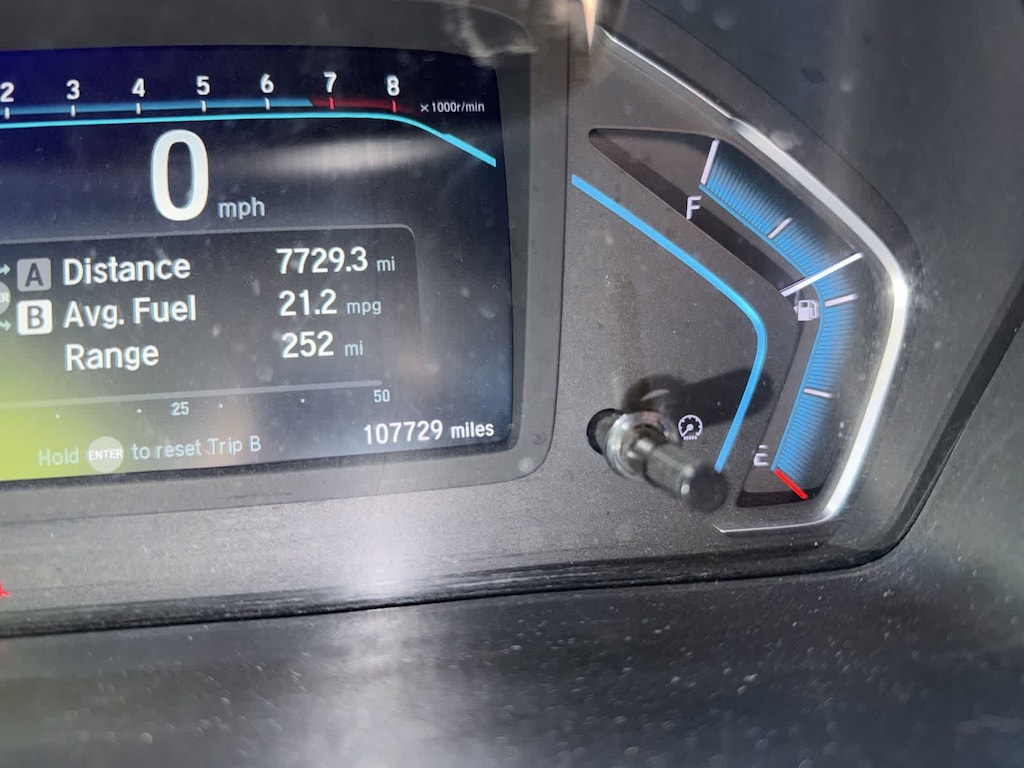 2 3 4 5 6 7 8 x1000r/min
0 mph
A Distance 7729.3 mi
B Avg. Fuel 21.2 mpg
Range 252 mi
25 50
Hold ENTER to reset Trip B
107729 miles
F
E